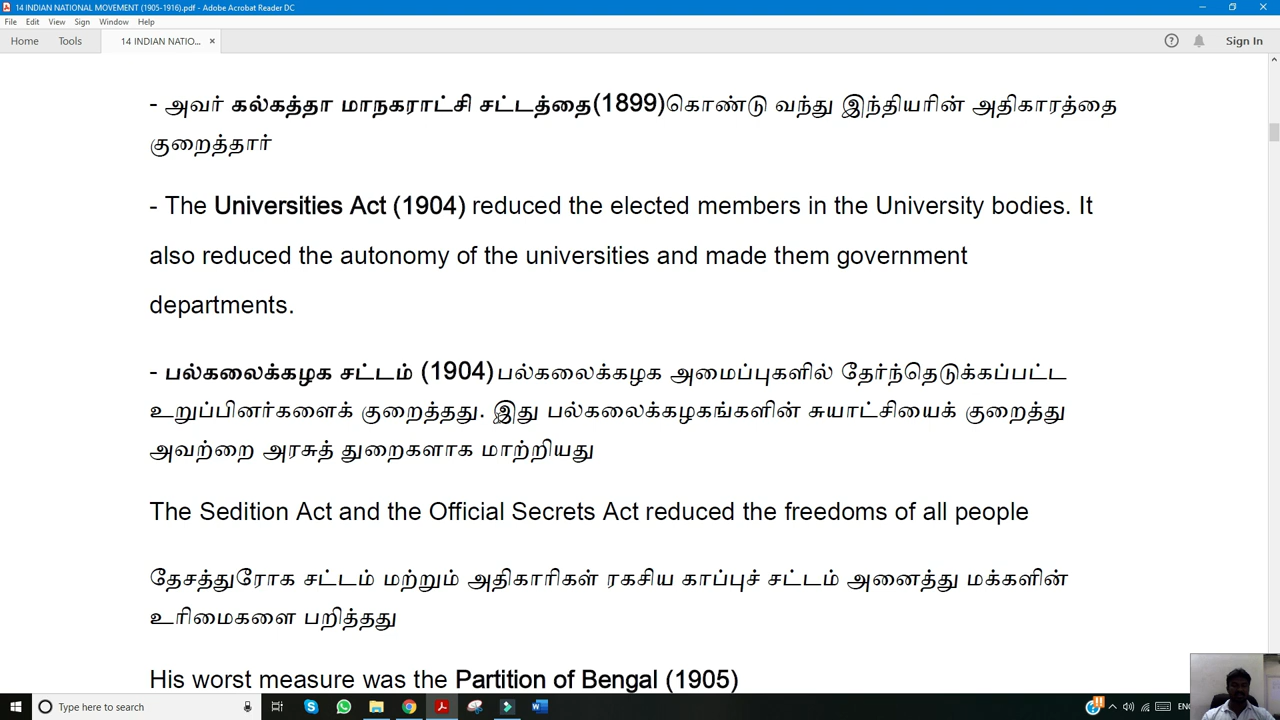 14 INDIAN NATIONAL MOVEMENT (1905-1916).pdf - Adobe Acrobat Reader DC
File Edit View Sign Window Help
Home Tools 14 INDIAN NATIO... × Sign In
- அவர் கல்கத்தா மாநகராட்சி சட்டத்தை(1899)கொண்டு வந்து இந்தியரின் அதிகாரத்தை
குறைத்தார்
- The Universities Act (1904) reduced the elected members in the University bodies. It
also reduced the autonomy of the universities and made them government
departments.
- பல்கலைக்கழக சட்டம் (1904) பல்கலைக்கழக அமைப்புகளில் தேர்ந்தெடுக்கப்பட்ட
உறுப்பினர்களைக் குறைத்தது. இது பல்கலைக்கழகங்களின் சுயாட்சியைக் குறைத்து
அவற்றை அரசுத் துறைகளாக மாற்றியது
The Sedition Act and the Official Secrets Act reduced the freedoms of all people
தேசத்துரோக சட்டம் மற்றும் அதிகாரிகள் ரகசிய காப்புச் சட்டம் அனைத்து மக்களின்
உரிமைகளை பறித்தது
His worst measure was the Partition of Bengal (1905)
Type here to search